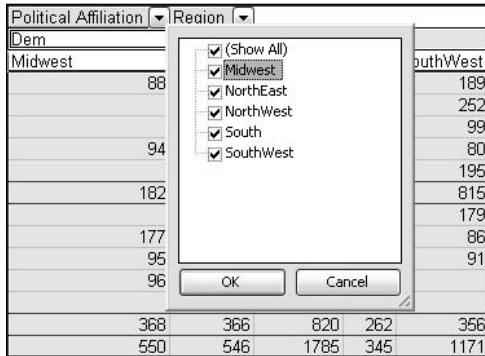 Political Affiliation Region
Dem
Midwest
(Show All)
Midwest
NorthEast
NorthWest
South
SouthWest
OK Cancel
outhWest
88 189
252
99
94 80
195
182 815
179
177 86
95 91
96
368 366 820 262 356
550 546 1785 345 1171